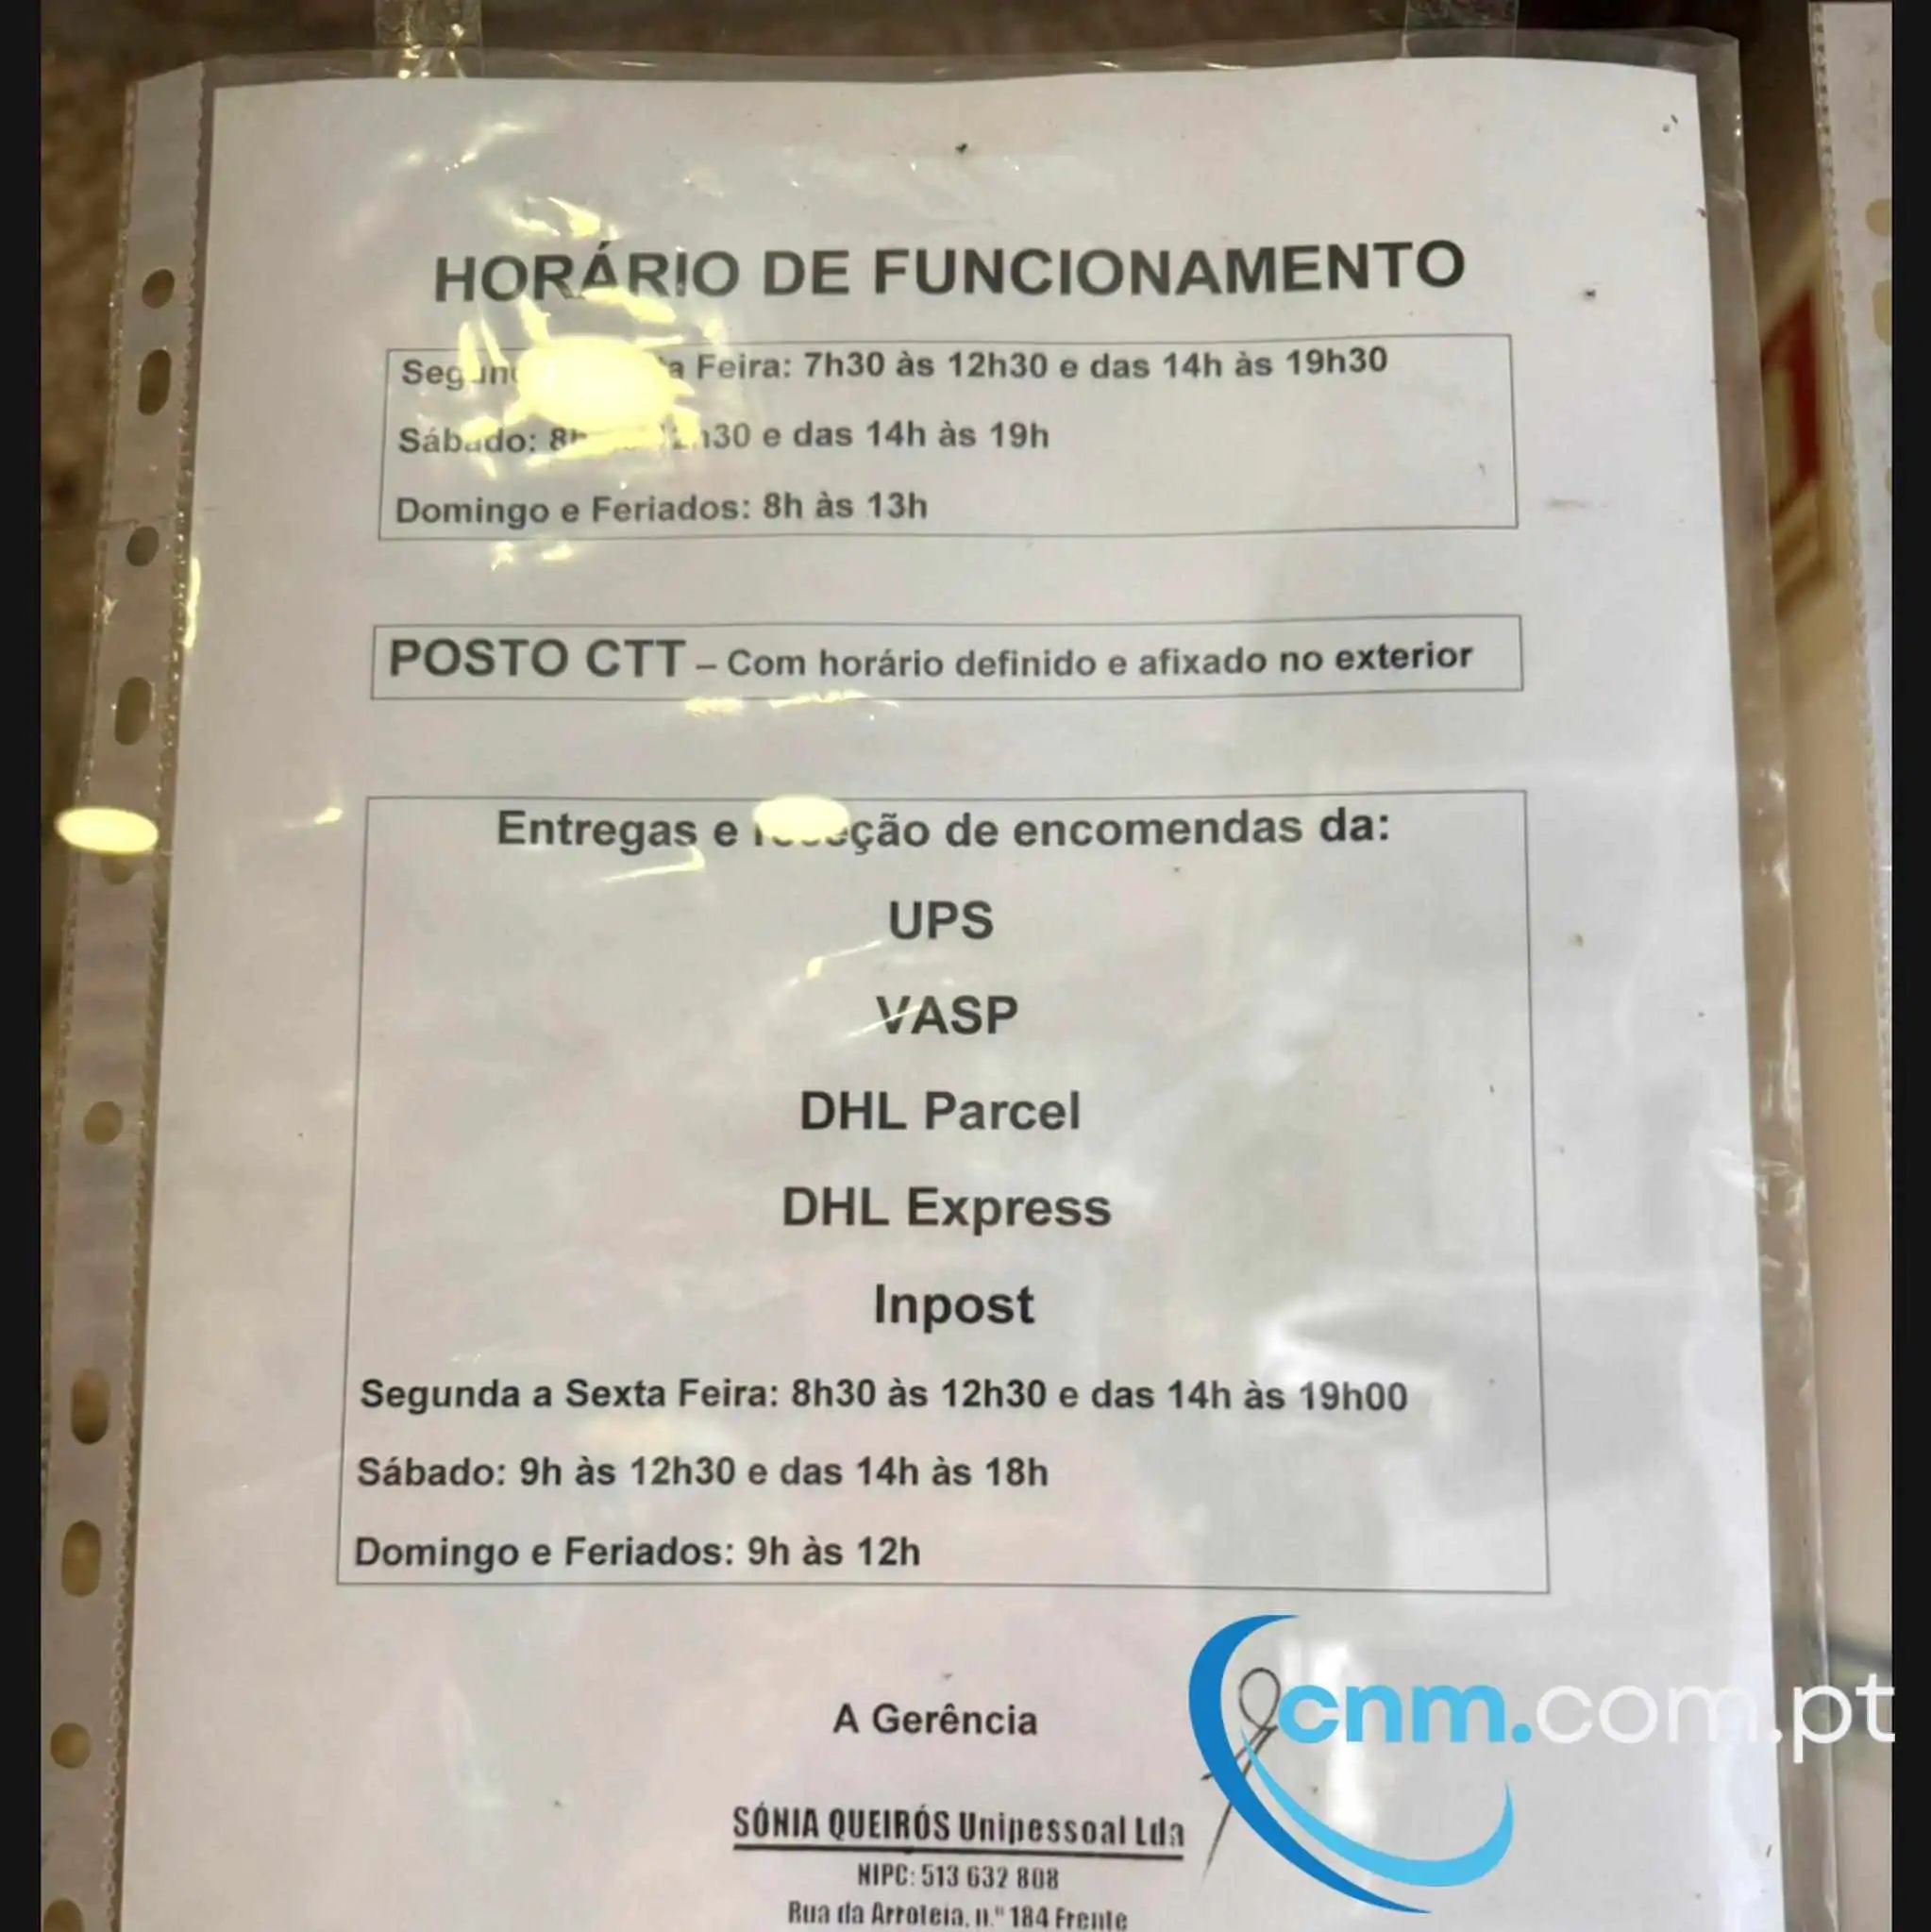 HORÁRIO DE FUNCIONAMENTO
Feira: 7h30 às 12h30 e das 14h às 19h30
Sábado: e das 14h às 19h
Domingo e Feriados: 8h às 13h
POSTO CTT – Com horário definido e afixado no exterior
Entregas e de encomendas da:
UPS
VASP
DHL Parcel
DHL Express
Inpost
Segunda a Sexta Feira: 8h30 às 12h30 e das 14h às 19h00
Sábado: 9h às 12h30 e das 14h às 18h
Domingo e Feriados: 9h às 12h
A Gerência
cnm.com.pt
SÓNIA QUEIRÓS Unipessoal Lda
NIPC: 513 632 808
Rua da Arroteia, n.º 184 Frente